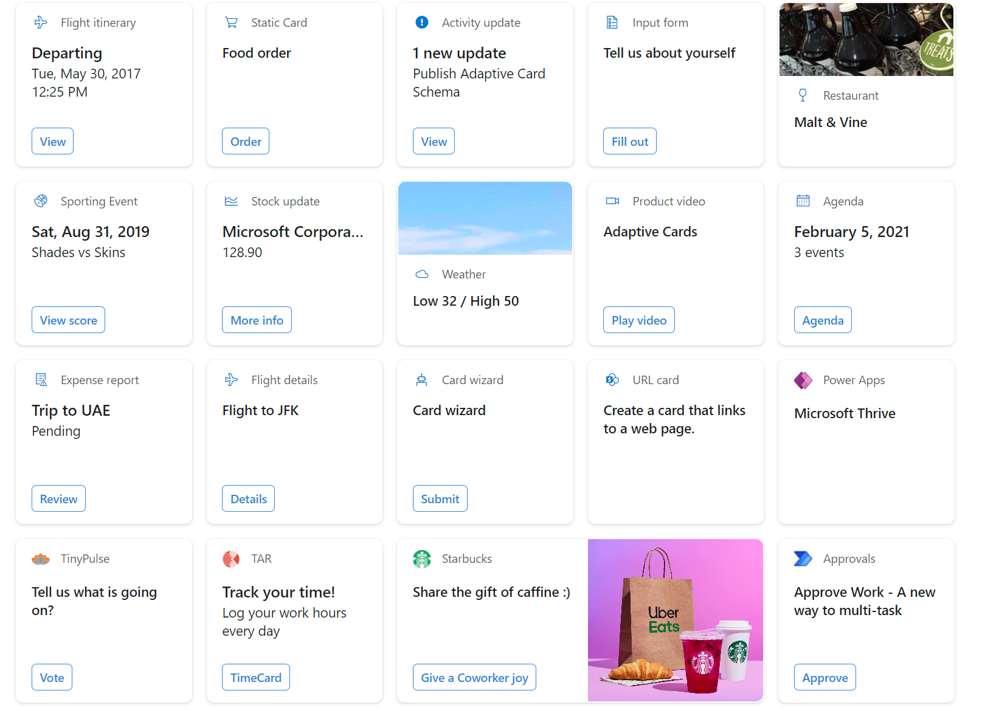 Flight itinerary
Departing
Tue, May 30, 2017
12:25 PM
View
Static Card
Food order
Order
Activity update
1 new update
Publish Adaptive Card
Schema
View
Input form
Tell us about yourself
Fill out
TREATS
Restaurant
Malt & Vine
Sporting Event
Sat, Aug 31, 2019
Shades vs Skins
View score
Stock update
Microsoft Corpora...
128.90
More info
Weather
Low 32 / High 50
Product video
Adaptive Cards
Play video
Agenda
February 5, 2021
3 events
Agenda
Expense report
Trip to UAE
Pending
Review
Flight details
Flight to JFK
Details
Card wizard
Card wizard
Submit
URL card
Create a card that links
to a web page.
Power Apps
Microsoft Thrive
TinyPulse
Tell us what is going
on?
Vote
TAR
Track your time!
Log your work hours
every day
TimeCard
Starbucks
Share the gift of caffine :)
Give a Coworker joy
Uber
Eats
Approvals
Approve Work - A new
way to multi-task
Approve